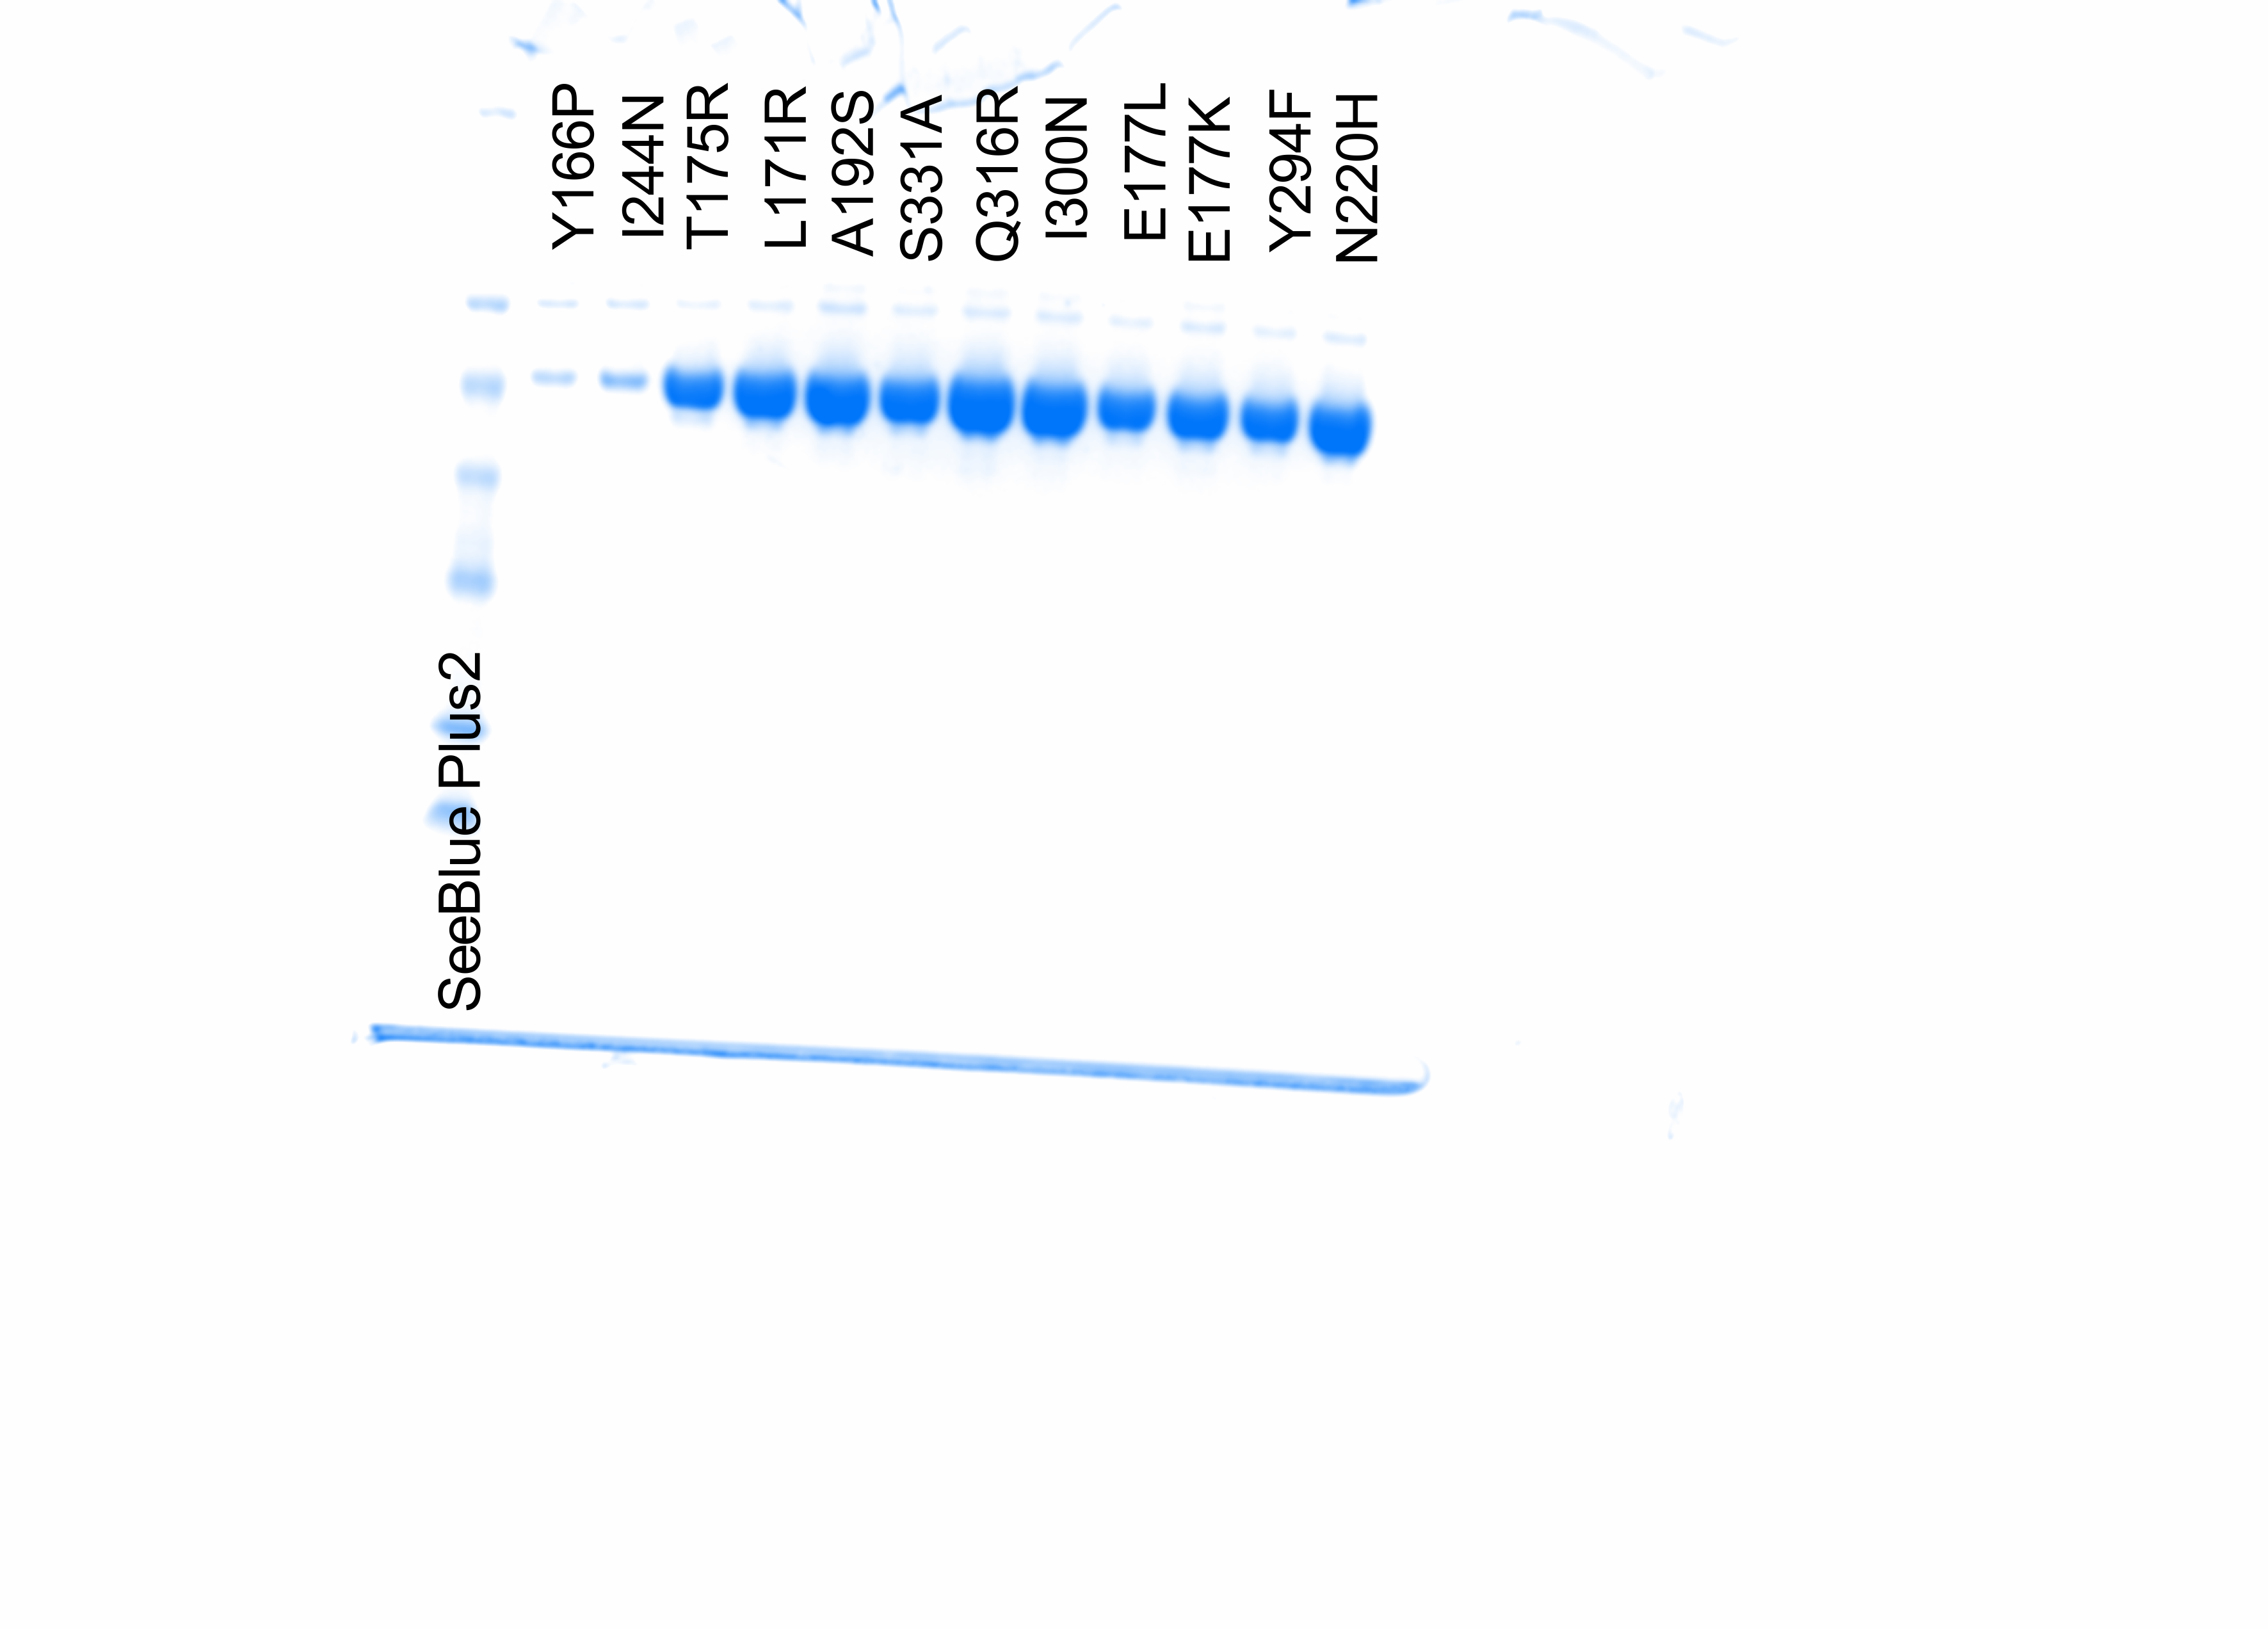 Y166P
I244N
T175R
L171R
A192S
S331A
Q316R
I300N
E177L
E177K
Y294F
N220H
SeeBlue Plus2